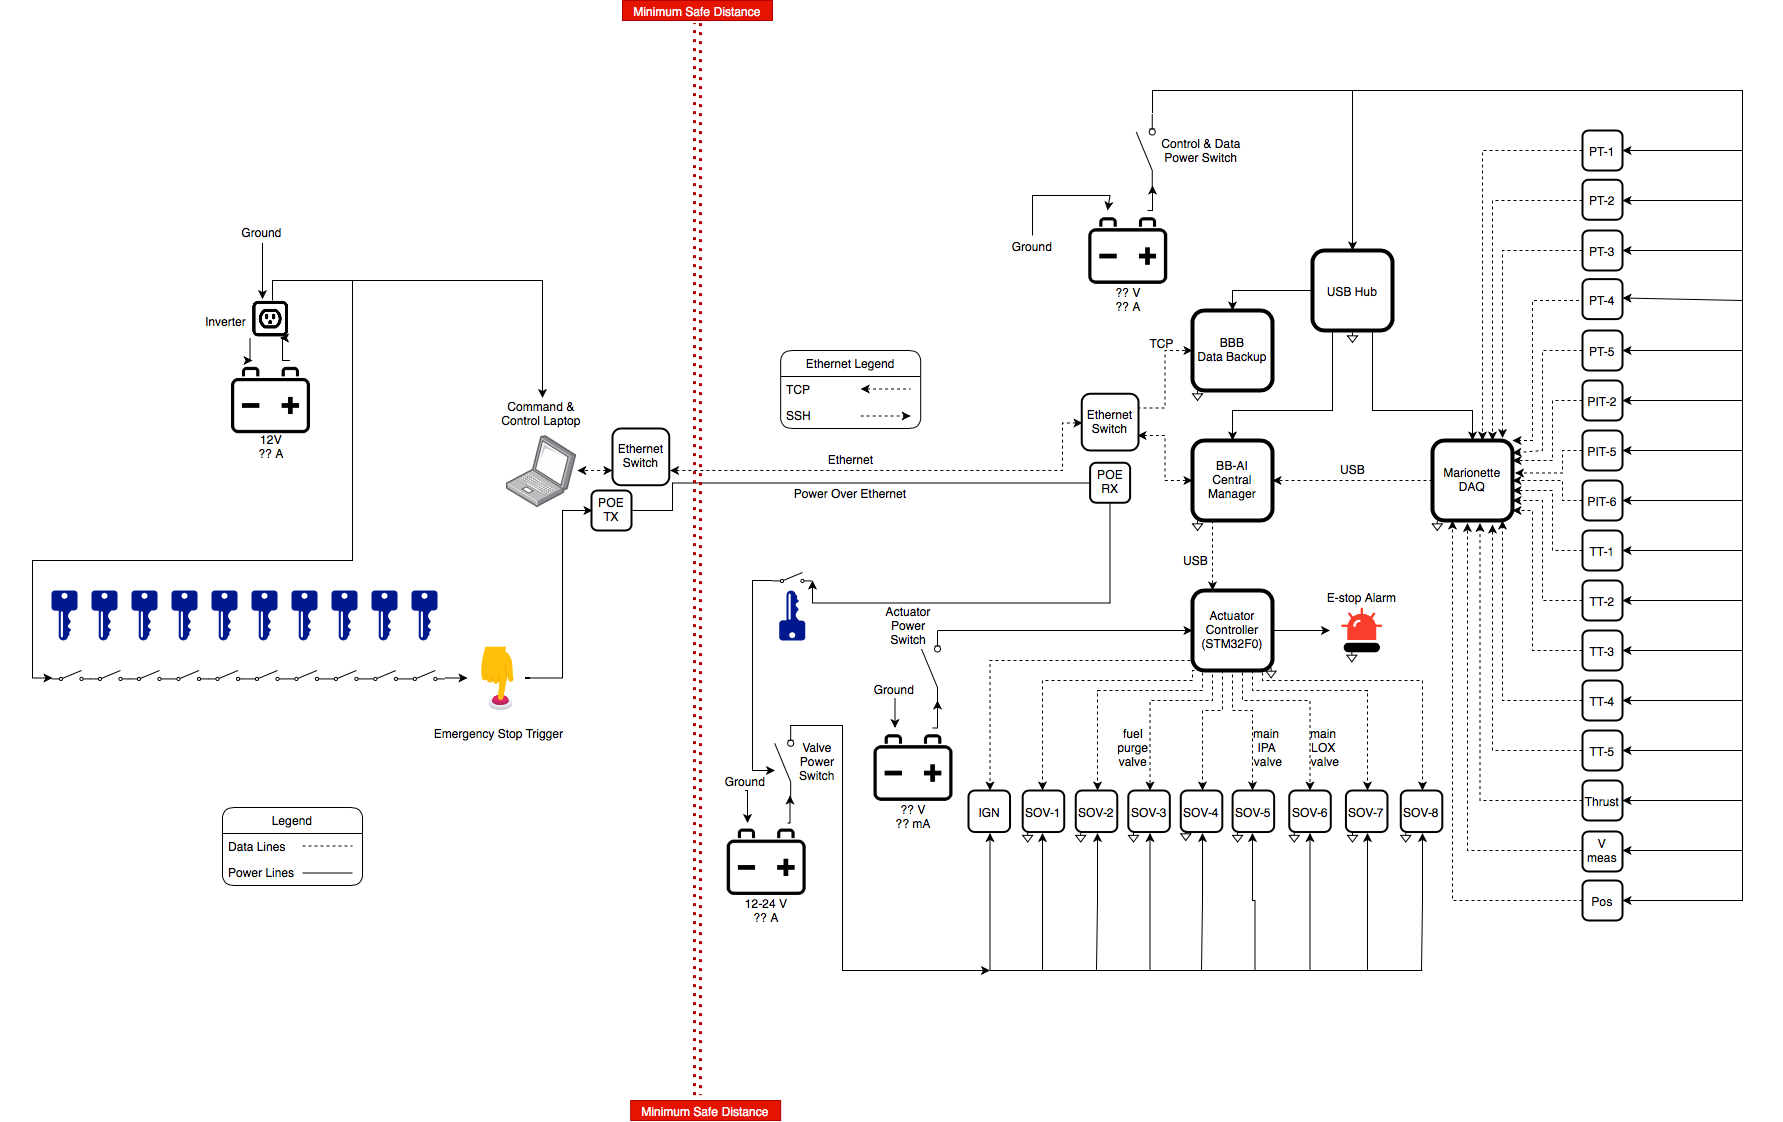 Minimum Safe Distance
Control & Data
Power Switch
Ground
?? V
?? A
USB Hub
BBB
Data Backup
TCP
Ground
Inverter
12V
?? A
Command &
Control Laptop
Ethernet
Switch
POE
TX
Ethernet Legend
TCP
SSH
Ethernet
Power Over Ethernet
Ethernet
Switch
POE
RX
BB-AI
Central
Manager
USB
Marionette
DAQ
USB
Actuator
Controller
(STM32F0)
E-stop Alarm
Actuator
Power
Switch
Ground
?? V
?? mA
Emergency Stop Trigger
Valve
Power
Switch
Ground
12-24 V
?? A
fuel
purge
valve
main
IPA
valve
main
LOX
valve
IGN
SOV-1
SOV-2
SOV-3
SOV-4
SOV-5
SOV-6
SOV-7
SOV-8
PT-1
PT-2
PT-3
PT-4
PT-5
PIT-2
PIT-5
PIT-6
TT-1
TT-2
TT-3
TT-4
TT-5
Thrust
V
meas
Pos
Legend
Data Lines
Power Lines
Minimum Safe Distance